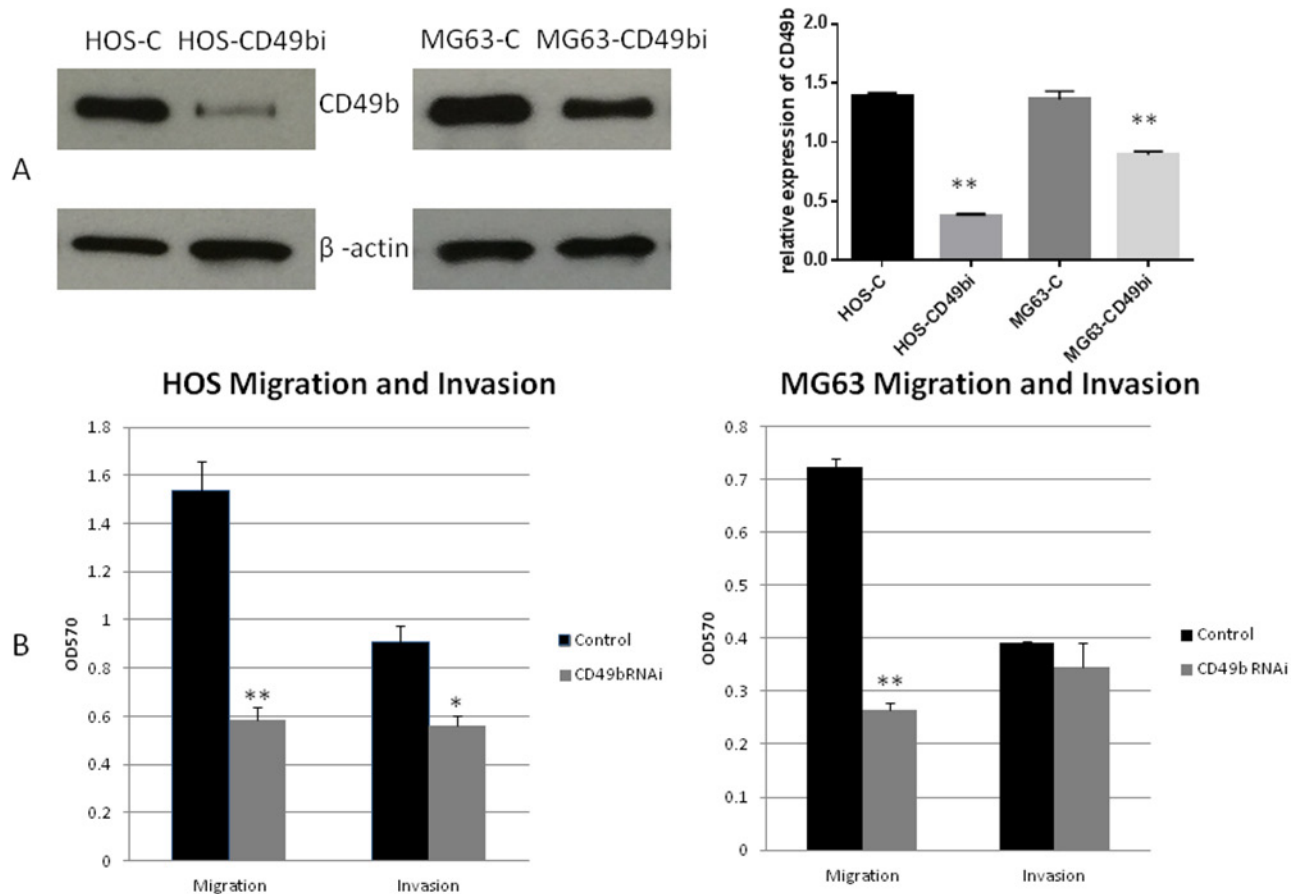 HOS-C HOS-CD49bi
MG63-C MG63-CD49bi
CD49b
A
β -actin
relative expression of CD49b
2.0
1.5
1.0
0.5
0.0
**
**
HOS-C
HOS-CD49bi
MG63-C
MG63-CD49bi
B
HOS Migration and Invasion
OD570
1.8
1.6
1.4
1.2
1
0.8
0.6
0.4
0.2
0
**
*
Migration
Invasion
Control
CD49bRNAi
MG63 Migration and Invasion
OD570
0.8
0.7
0.6
0.5
0.4
0.3
0.2
0.1
0
**
Migration
Invasion
Control
CD49b RNAi